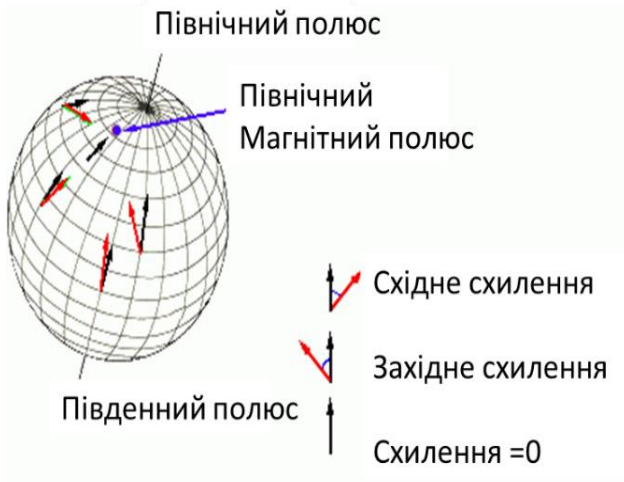 Північний полюс
Північний
Магнітний полюс
Східне схилення
Західне схилення
Південний полюс
Схилення =0